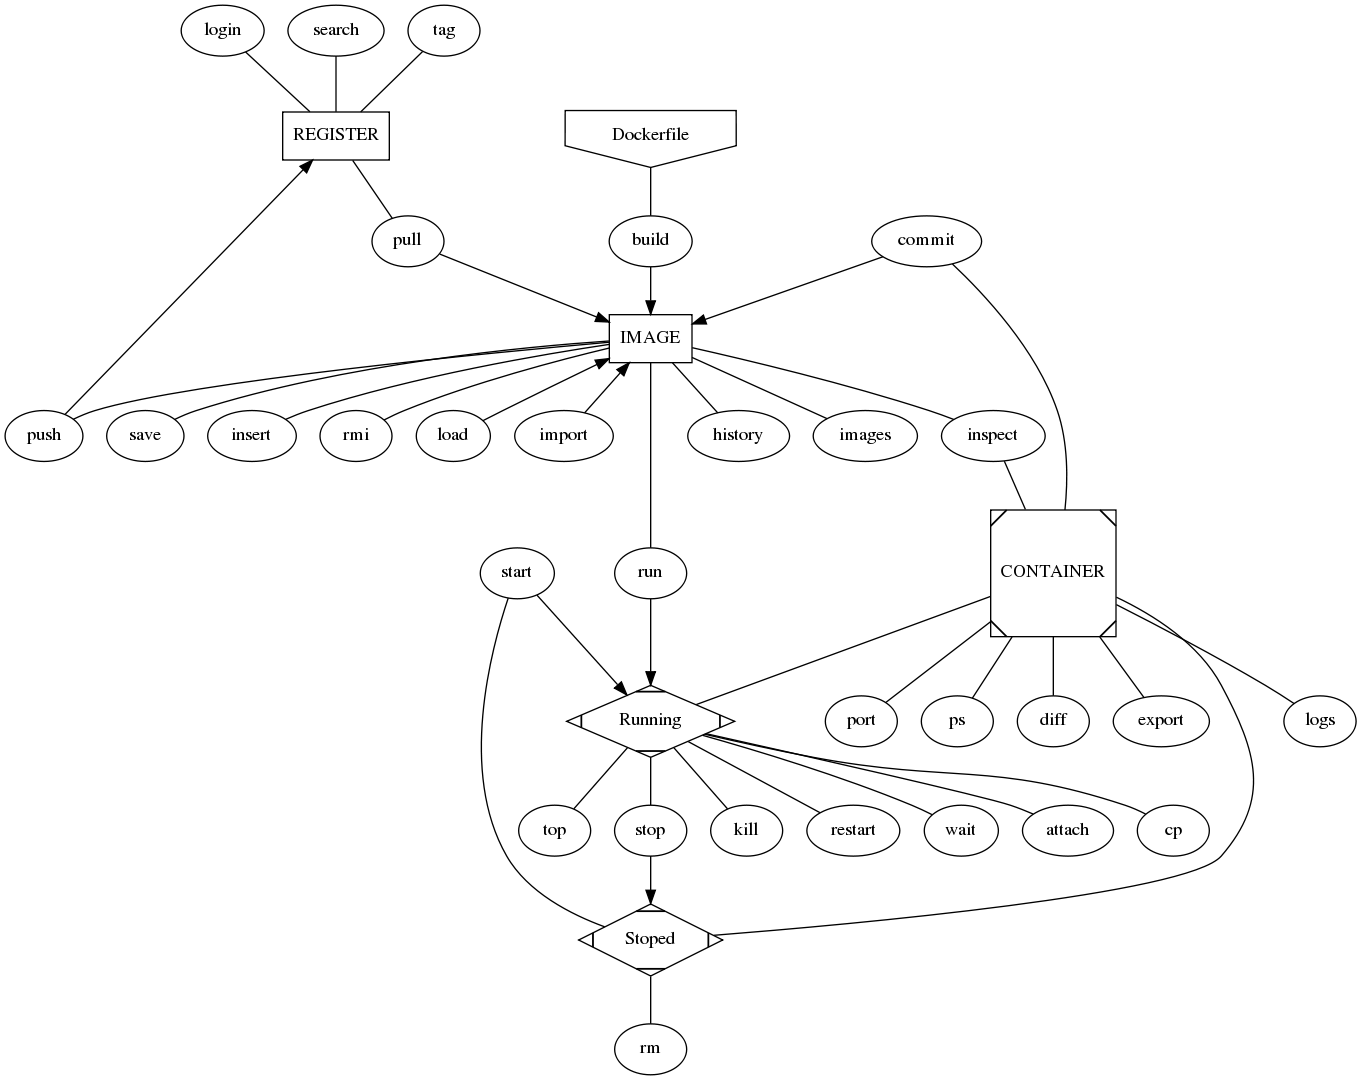 login
search
tag
REGISTER
Dockerfile
pull
build
commit
IMAGE
push
save
insert
rmi
load
import
history
images
inspect
start
run
CONTAINER
Running
port
ps
diff
export
logs
top
stop
kill
restart
wait
attach
cp
Stoped
rm